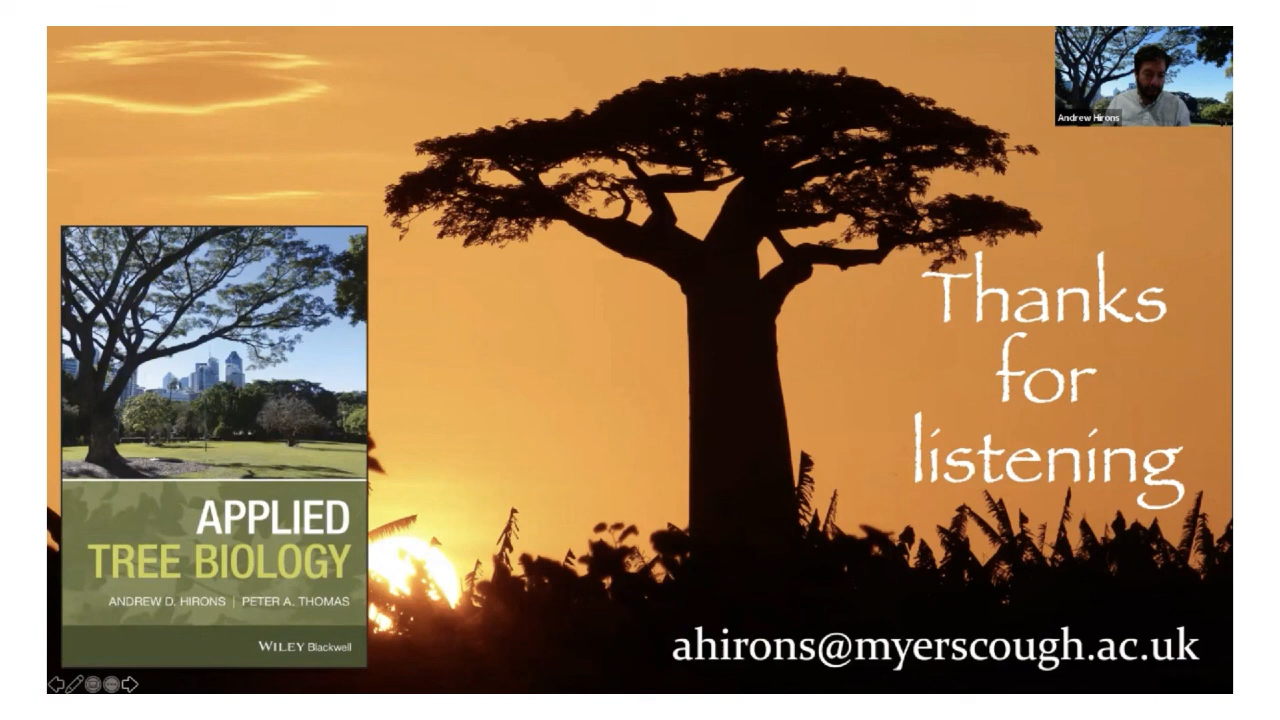 Andrew Hirons
Thanks
for
listening
APPLIED
TREE BIOLOGY
ANDREW D. HIRONS | PETER A. THOMAS
WILEY Blackwell
ahirons@myerscough.ac.uk